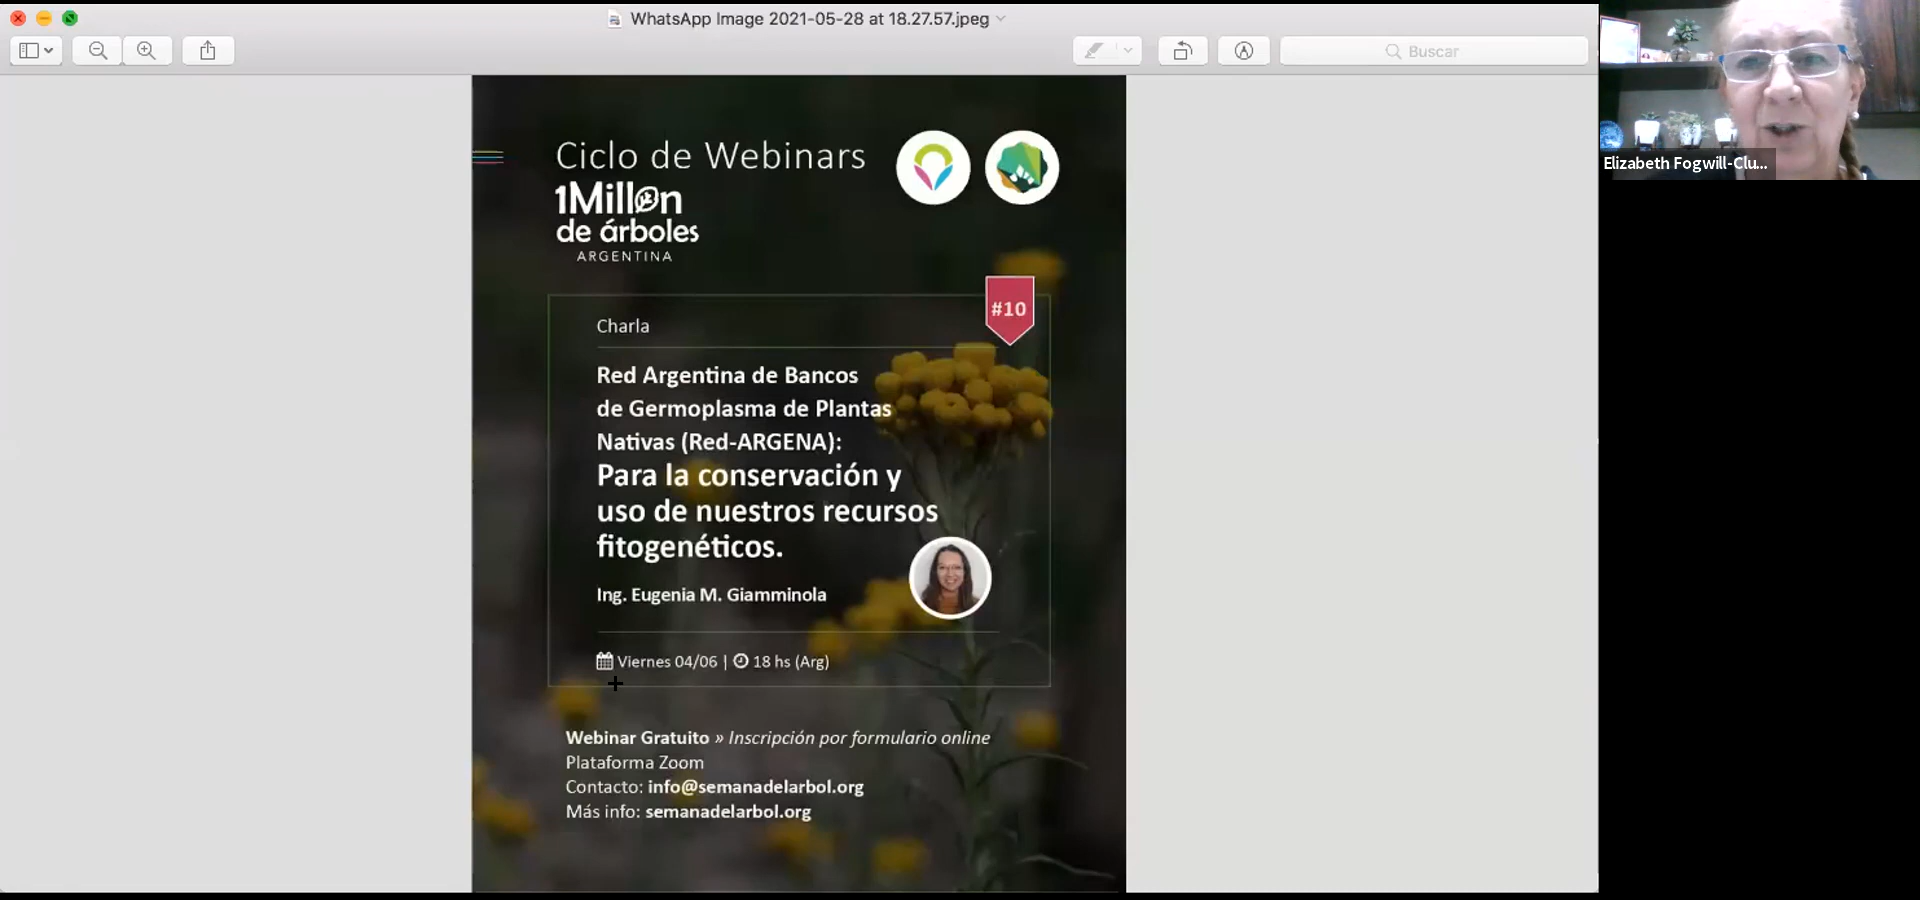 WhatsApp Image 2021-05-28 at 18.27.57.jpeg
Buscar
Elizabeth Fogwill-Clu...
Ciclo de Webinars
1Millón
de árboles
ARGENTINA
#10
Charla
Red Argentina de Bancos
de Germoplasma de Plantas
Nativas (Red-ARGENA):
Para la conservación y
uso de nuestros recursos
fitogenéticos.
Ing. Eugenia M. Giamminola
Viernes 04/06 | 18 hs (Arg)
Webinar Gratuito » Inscripción por formulario online
Plataforma Zoom
Contacto: info@semanadelarbol.org
Más info: semanadelarbol.org